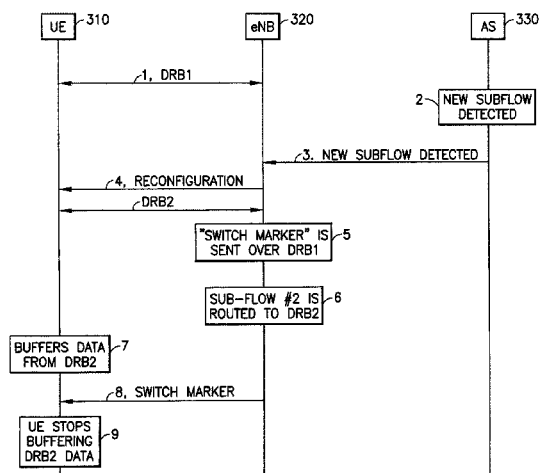 UE
310
eNB
320
AS
330
1, DRB1
2
NEW SUBFLOW
DETECTED
3. NEW SUBFLOW DETECTED
4, RECONFIGURATION
DRB2
"SWITCH MARKER" IS
SENT OVER DRB1
5
SUB-FLOW #2 IS
ROUTED TO DRB2
6
BUFFERS DATA
FROM DRB2
7
8, SWITCH MARKER
UE STOPS
BUFFERING
DRB2 DATA
9